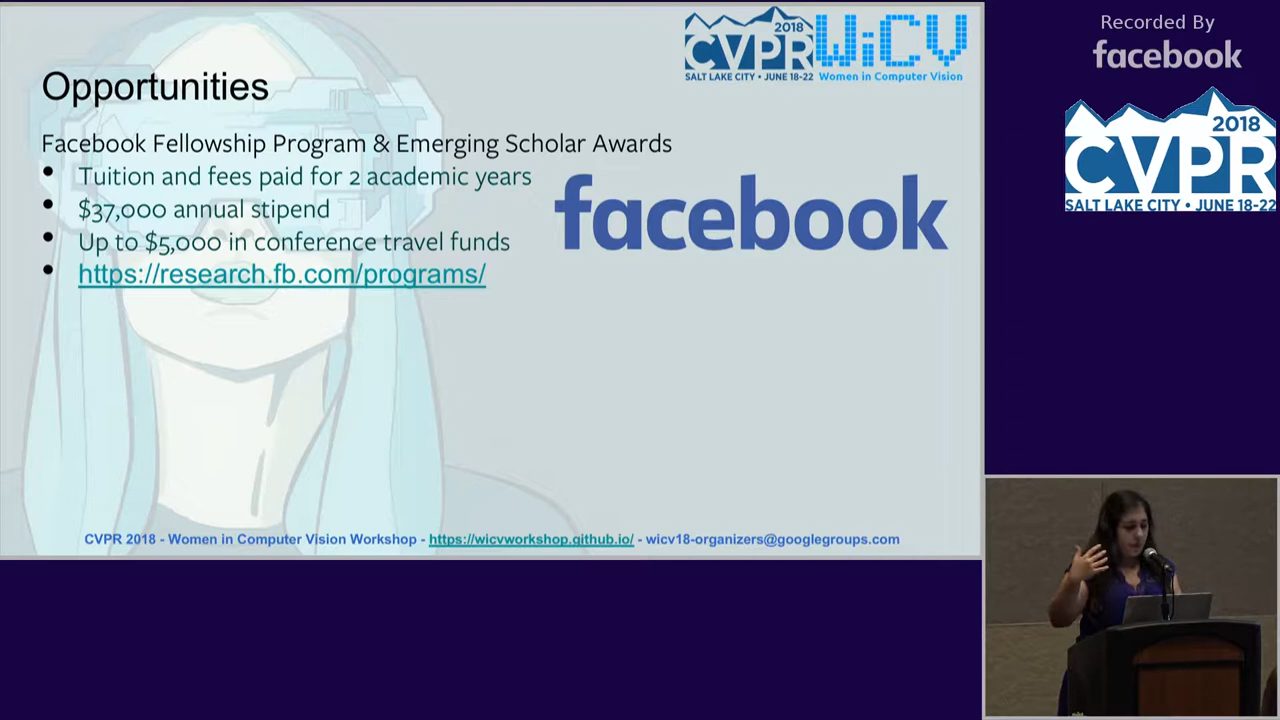 2018
CVPR
SALT LAKE CITY • JUNE 18-22
WiCV
Women in Computer Vision
Opportunities
Facebook Fellowship Program & Emerging Scholar Awards
• Tuition and fees paid for 2 academic years
• $37,000 annual stipend
• Up to $5,000 in conference travel funds
• https://research.fb.com/programs/
facebook
CVPR 2018 - Women in Computer Vision Workshop - https://wicvworkshop.github.io/ - wicv18-organizers@googlegroups.com
Recorded By
facebook
2018
CVPR
SALT LAKE CITY • JUNE 18-22